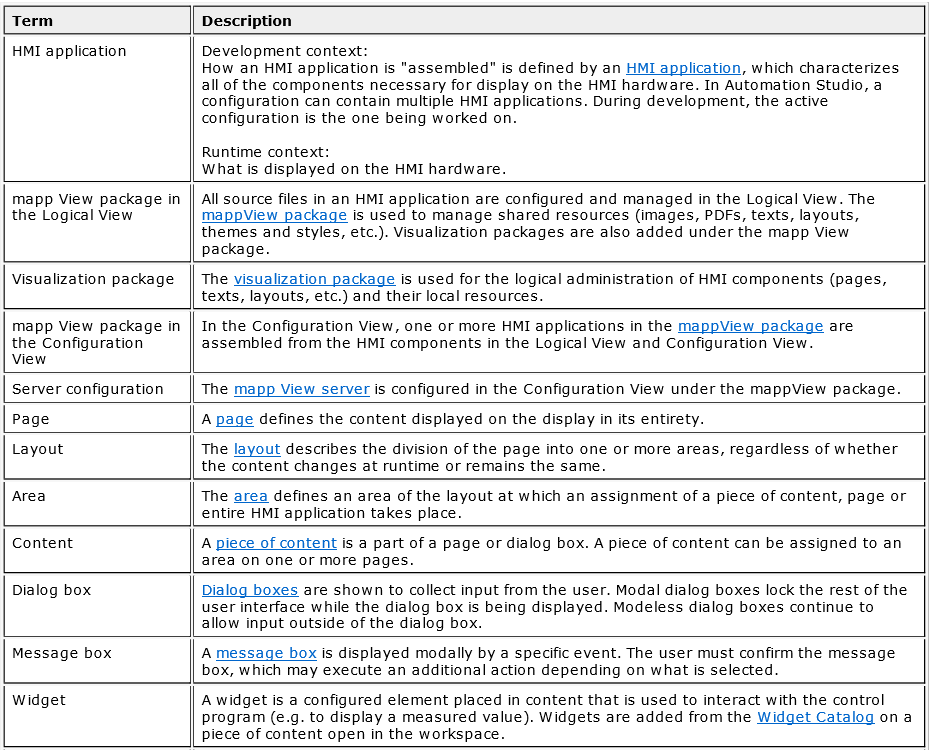 Term
Description
HMI application
Development context:
How an HMI application is "assembled" is defined by an HMI application, which characterizes
all of the components necessary for display on the HMI hardware. In Automation Studio, a
configuration can contain multiple HMI applications. During development, the active
configuration is the one being worked on.
Runtime context:
What is displayed on the HMI hardware.
mapp View package in
the Logical View
All source files in an HMI application are configured and managed in the Logical View. The
mappView package is used to manage shared resources (images, PDFs, texts, layouts,
themes and styles, etc.). Visualization packages are also added under the mapp View
package.
Visualization package
The visualization package is used for the logical administration of HMI components (pages,
texts, layouts, etc.) and their local resources.
mapp View package in
the Configuration
View
In the Configuration View, one or more HMI applications in the mappView package are
assembled from the HMI components in the Logical View and Configuration View.
Server configuration
The mapp View server is configured in the Configuration View under the mappView package.
Page
A page defines the content displayed on the display in its entirety.
Layout
The layout describes the division of the page into one or more areas, regardless of whether
the content changes at runtime or remains the same.
Area
The area defines an area of the layout at which an assignment of a piece of content, page or
entire HMI application takes place.
Content
A piece of content is a part of a page or dialog box. A piece of content can be assigned to an
area on one or more pages.
Dialog box
Dialog boxes are shown to collect input from the user. Modal dialog boxes lock the rest of the
user interface while the dialog box is being displayed. Modeless dialog boxes continue to
allow input outside of the dialog box.
Message box
A message box is displayed modally by a specific event. The user must confirm the message
box, which may execute an additional action depending on what is selected.
Widget
A widget is a configured element placed in content that is used to interact with the control
program (e.g. to display a measured value). Widgets are added from the Widget Catalog on a
piece of content open in the workspace.